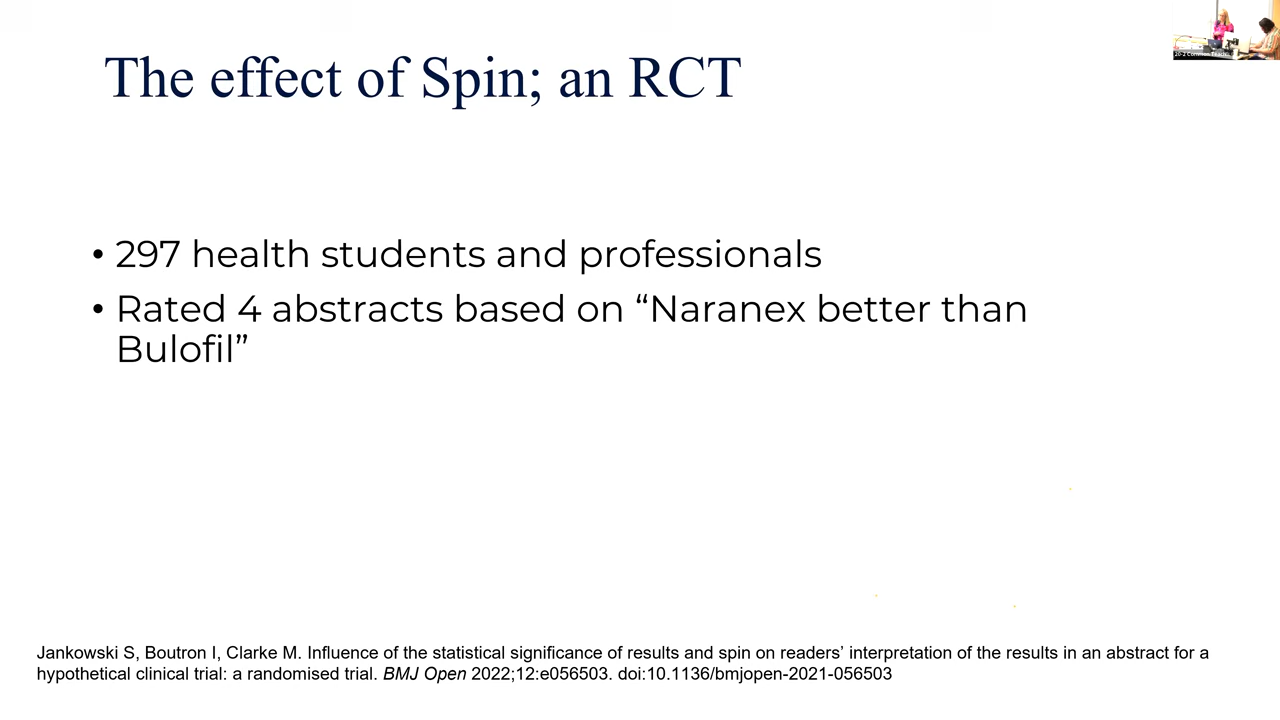 The effect of Spin; an RCT
• 297 health students and professionals
• Rated 4 abstracts based on “Naranex better than
Bulofil”
Jankowski S, Boutron I, Clarke M. Influence of the statistical significance of results and spin on readers’ interpretation of the results in an abstract for a
hypothetical clinical trial: a randomised trial. BMJ Open 2022;12:e056503. doi:10.1136/bmjopen-2021-056503